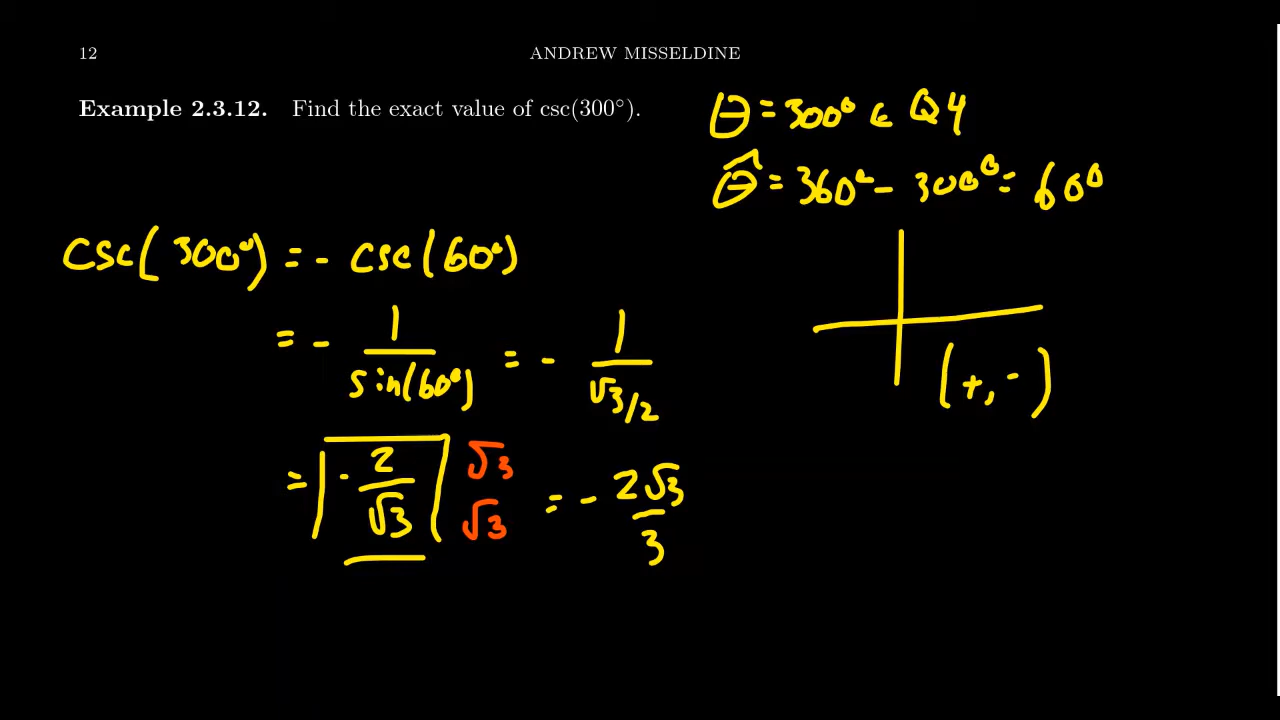 12 ANDREW MISSELDINE
Example 2.3.12. Find the exact value of csc(300°).
θ = 300° ∈ Q4
θ̂ = 360° - 300° = 60°
csc(300°) = - csc(60°)
= - 1/sin(60°) = - 1/(√3/2)
(+, -)
= - 2/√3 √3/√3 = - 2√3/3